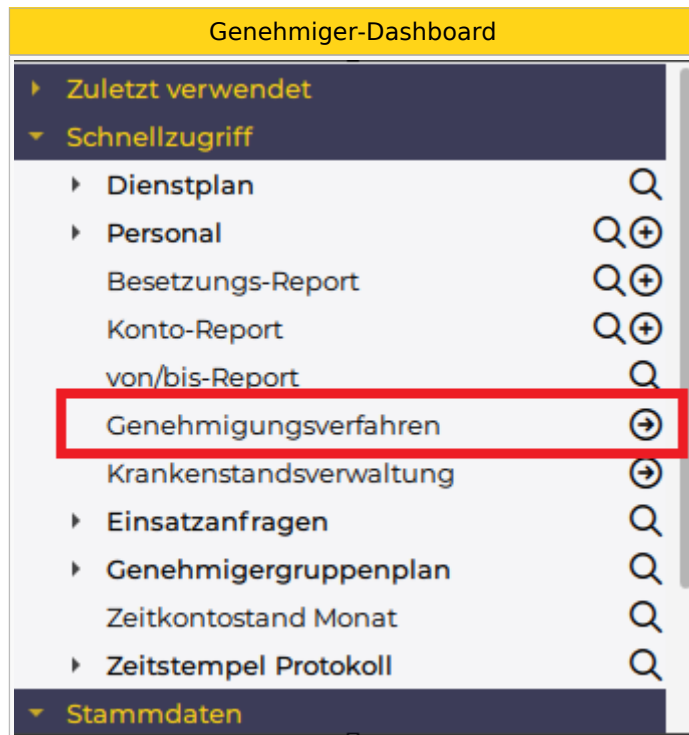 Genehmiger-Dashboard
Zuletzt verwendet
Schnellzugriff
Dienstplan
Personal
Besetzungs-Report
Konto-Report
von/bis-Report
Genehmigungsverfahren
Krankenstandsverwaltung
Einsatzanfragen
Genehmigergruppenplan
Zeitkontostand Monat
Zeitstempel Protokoll
Stammdaten